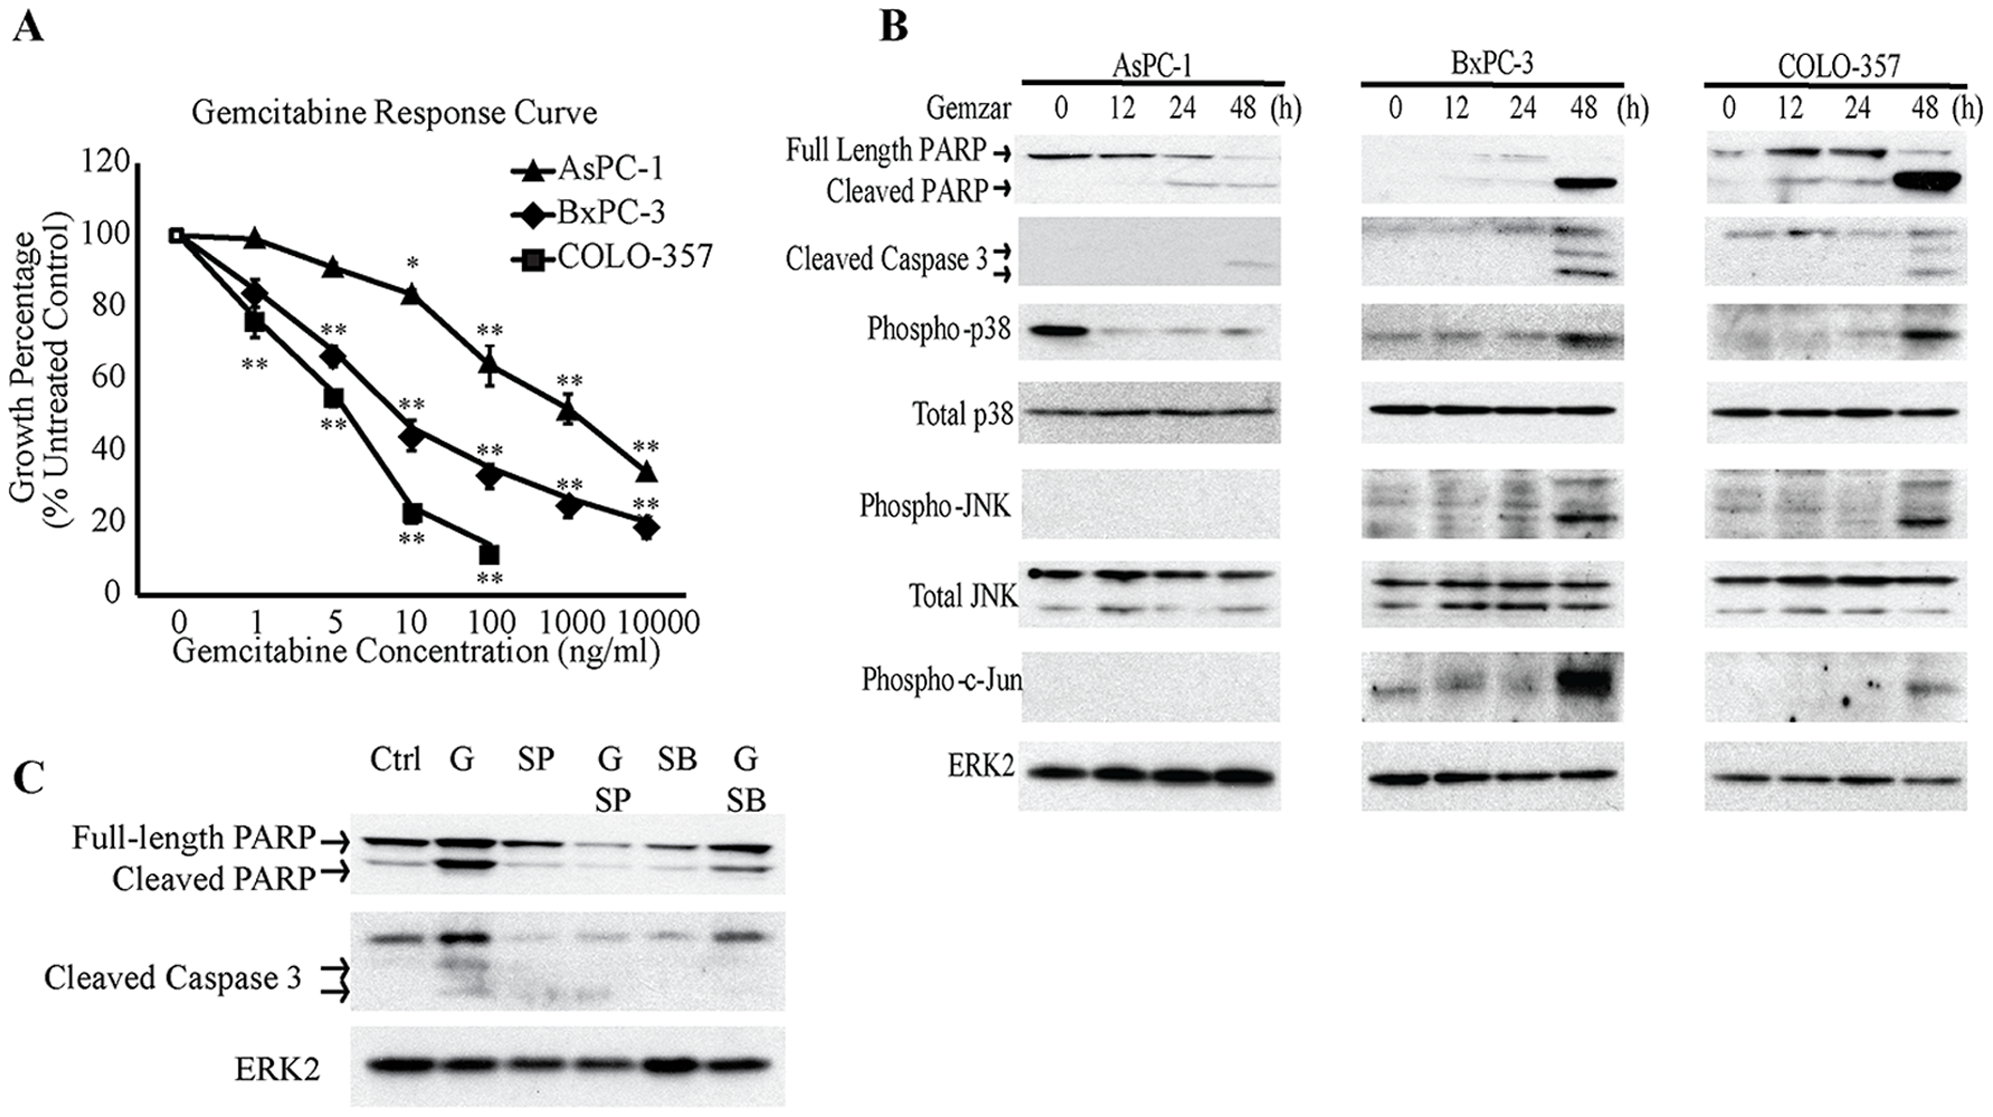 A
Gemcitabine Response Curve
AsPC-1
BxPC-3
COLO-357
Growth Percentage
(% Untreated Control)
120
100
80
60
40
20
0
*
**
**
**
**
**
**
**
**
**
**
**
**
**
0 1 5 10 100 1000 10000
Gemcitabine Concentration (ng/ml)
B
AsPC-1 BxPC-3 COLO-357
Gemzar 0 12 24 48 (h) 0 12 24 48 (h) 0 12 24 48 (h)
Full Length PARP
Cleaved PARP
Cleaved Caspase 3
Phospho-p38
Total p38
Phospho-JNK
Total JNK
Phospho-c-Jun
ERK2
C
Ctrl G SP G SB G
SP SB
Full-length PARP
Cleaved PARP
Cleaved Caspase 3
ERK2